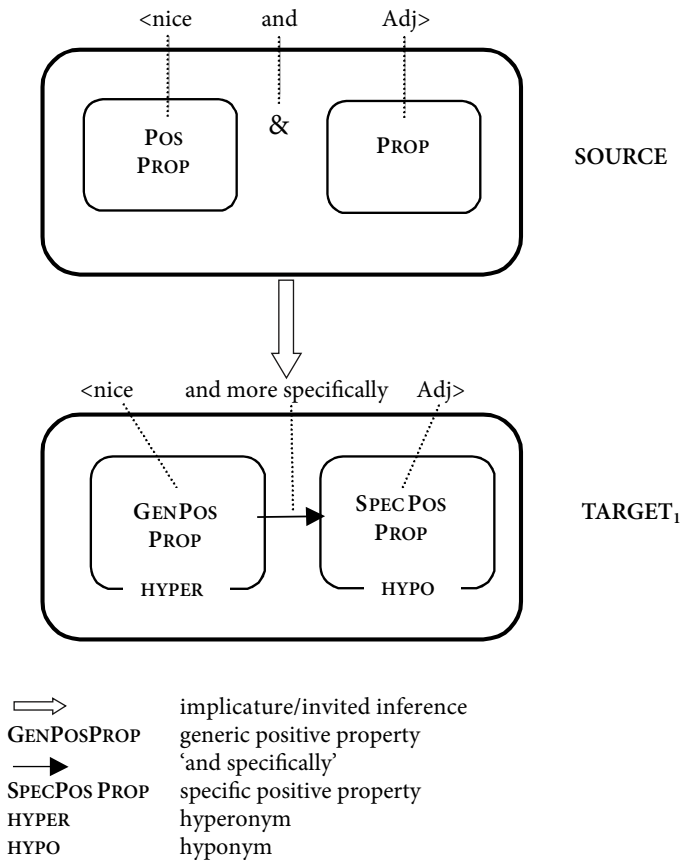 <nice and Adj>
POS PROP & PROP
SOURCE
<nice and more specifically Adj>
GENPOS PROP SPECPOS PROP
TARGET₁
HYPER HYPO
implicature/invited inference
GENPOSPROP generic positive property
‘and specifically’
SPECPOS PROP specific positive property
HYPER hyperonym
HYPO hyponym